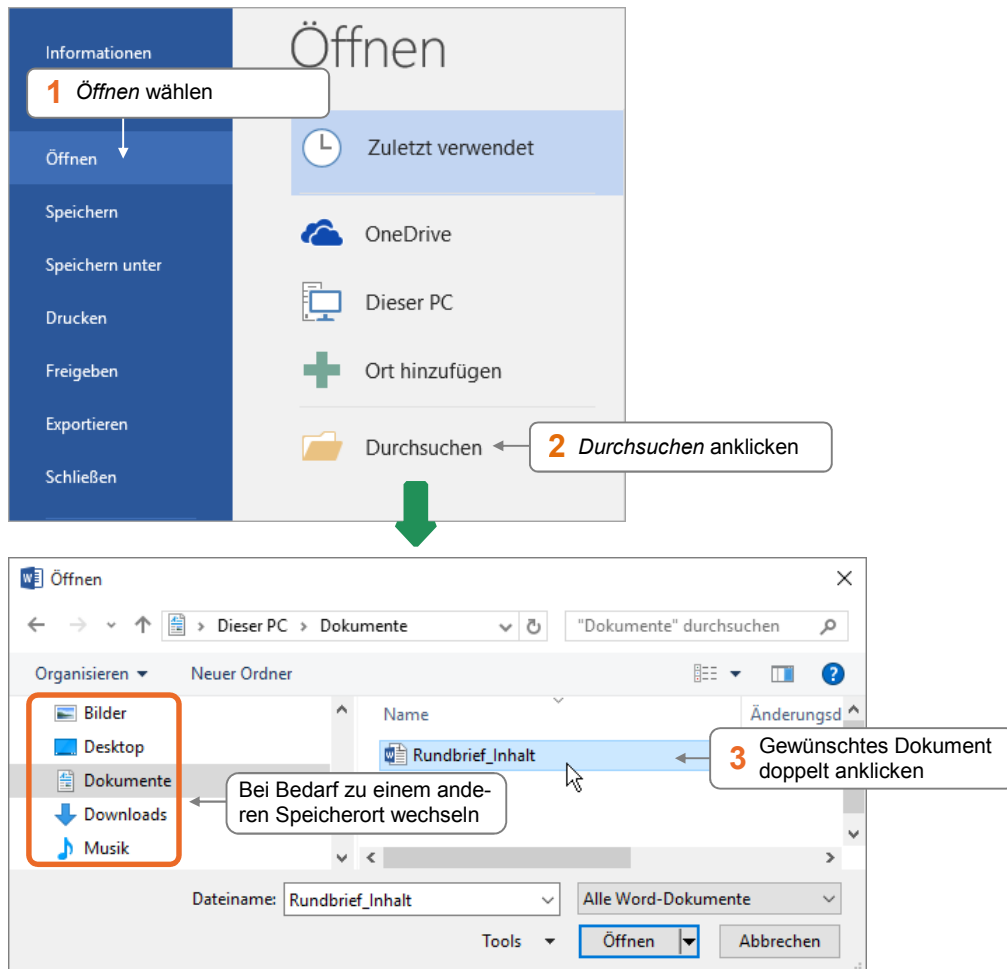 Öffnen
Informationen
1 Öffnen wählen
Öffnen
Speichern
Speichern unter
Drucken
Freigeben
Exportieren
Schließen
Zuletzt verwendet
OneDrive
Dieser PC
Ort hinzufügen
Durchsuchen
2 Durchsuchen anklicken
Öffnen
Dieser PC > Dokumente
"Dokumente" durchsuchen
Organisieren
Neuer Ordner
Bilder
Desktop
Dokumente
Downloads
Musik
Bei Bedarf zu einem ande-
ren Speicherort wechseln
Name
Änderungsd
Rundbrief_Inhalt
3 Gewünschtes Dokument
doppelt anklicken
Dateiname: Rundbrief_Inhalt
Alle Word-Dokumente
Tools
Öffnen
Abbrechen